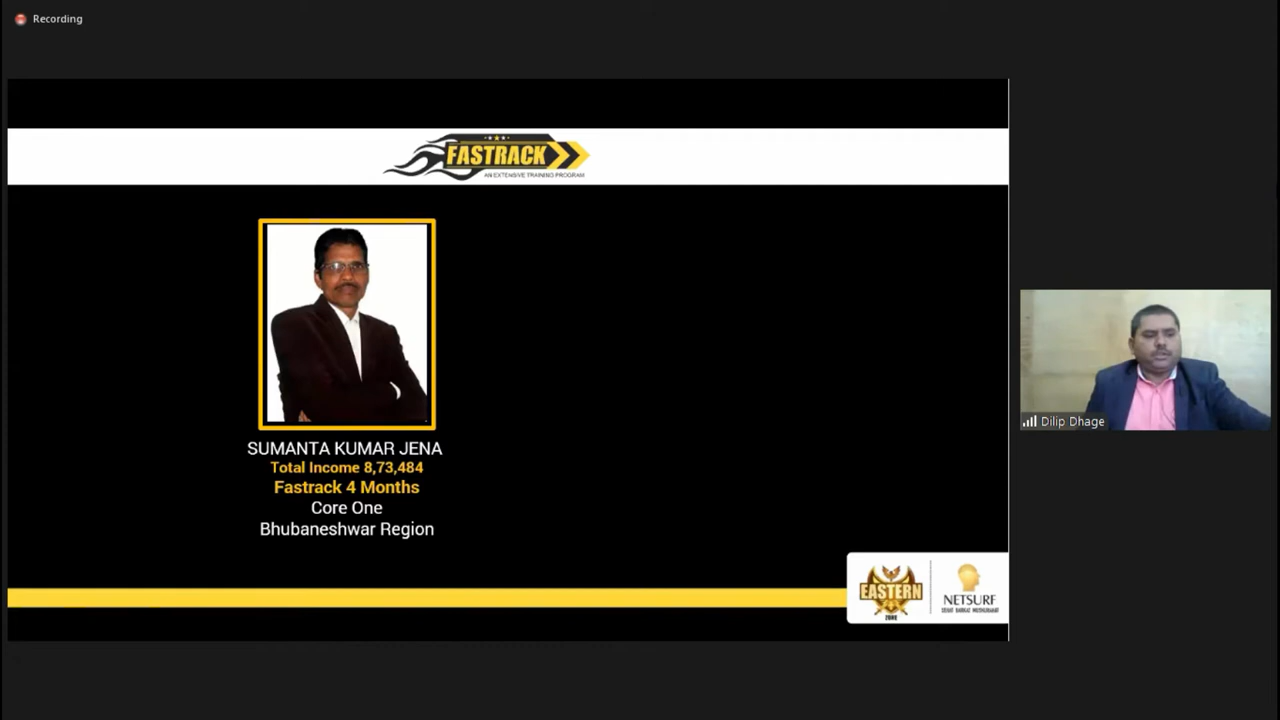 Recording
FASTRACK
AN EXTENSIVE TRAINING PROGRAM
SUMANTA KUMAR JENA
Total Income 8,73,484
Fastrack 4 Months
Core One
Bhubaneshwar Region
Dilip Dhage
EASTERN
ZONE
NETSURF